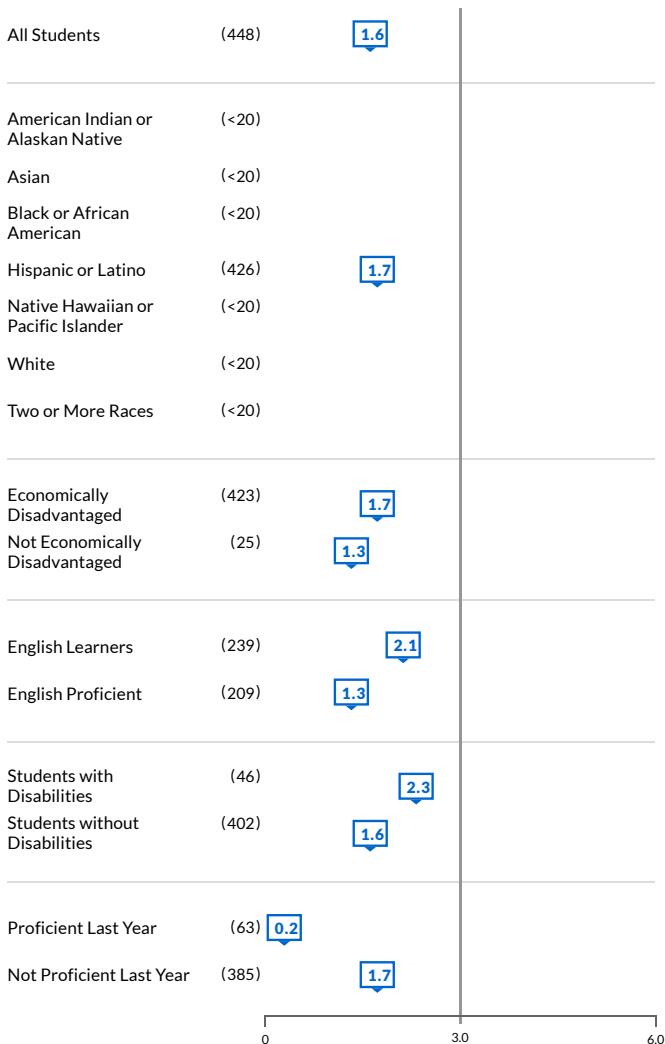 All Students (448) 1.6
American Indian or (<20)
Alaskan Native
Asian (<20)
Black or African (<20)
American
Hispanic or Latino (426) 1.7
Native Hawaiian or (<20)
Pacific Islander
White (<20)
Two or More Races (<20)
Economically (423) 1.7
Disadvantaged
Not Economically (25) 1.3
Disadvantaged
English Learners (239) 2.1
English Proficient (209) 1.3
Students with (46) 2.3
Disabilities
Students without (402) 1.6
Disabilities
Proficient Last Year (63) 0.2
Not Proficient Last Year (385) 1.7
0 3.0 6.0